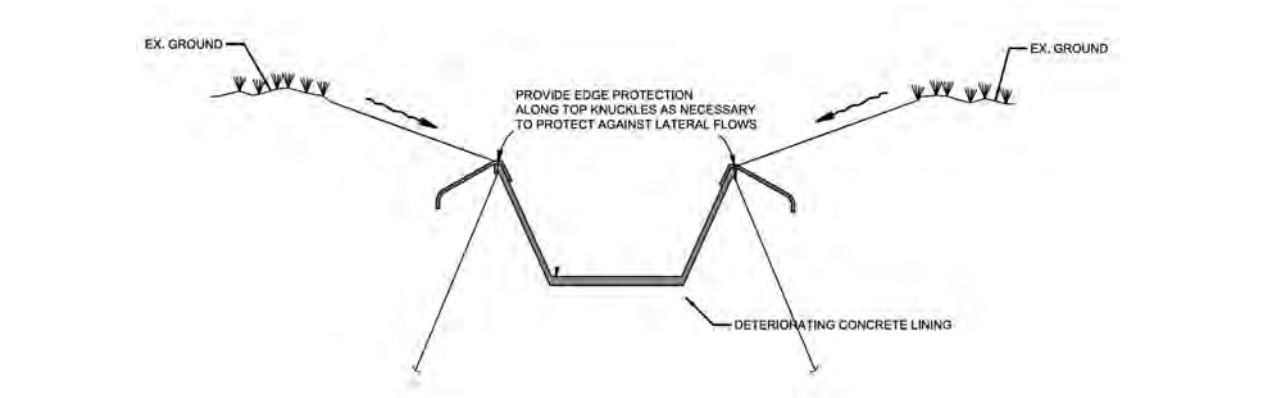 EX. GROUND
EX. GROUND
PROVIDE EDGE PROTECTION
ALONG TOP KNUCKLES AS NECESSARY
TO PROTECT AGAINST LATERAL FLOWS
DETERIORATING CONCRETE LINING